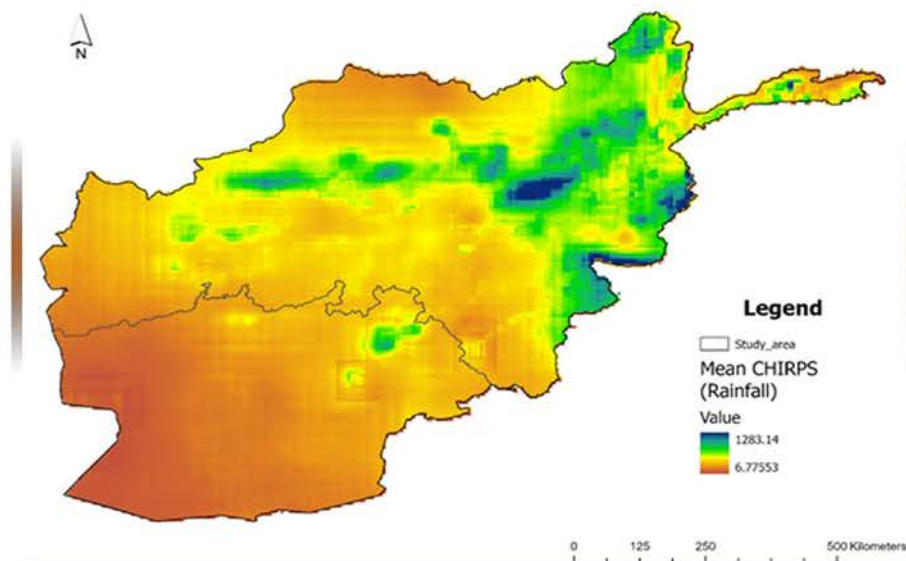 N
Legend
Study_area
Mean CHIRPS
(Rainfall)
Value
1283.14
6.77553
0 125 250 500 Kilometers